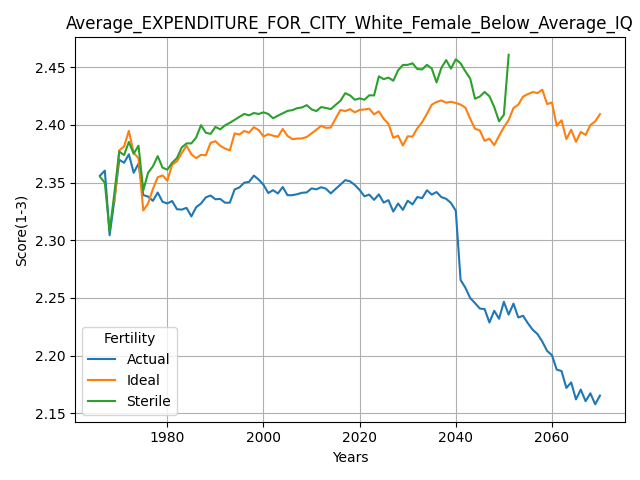 Average_EXPENDITURE_FOR_CITY_White_Female_Below_Average_IQ
2.45
2.40
2.35
2.30
2.25
2.20
2.15
Score(1-3)
Fertility
Actual
Ideal
Sterile
1980
2000
2020
2040
2060
Years